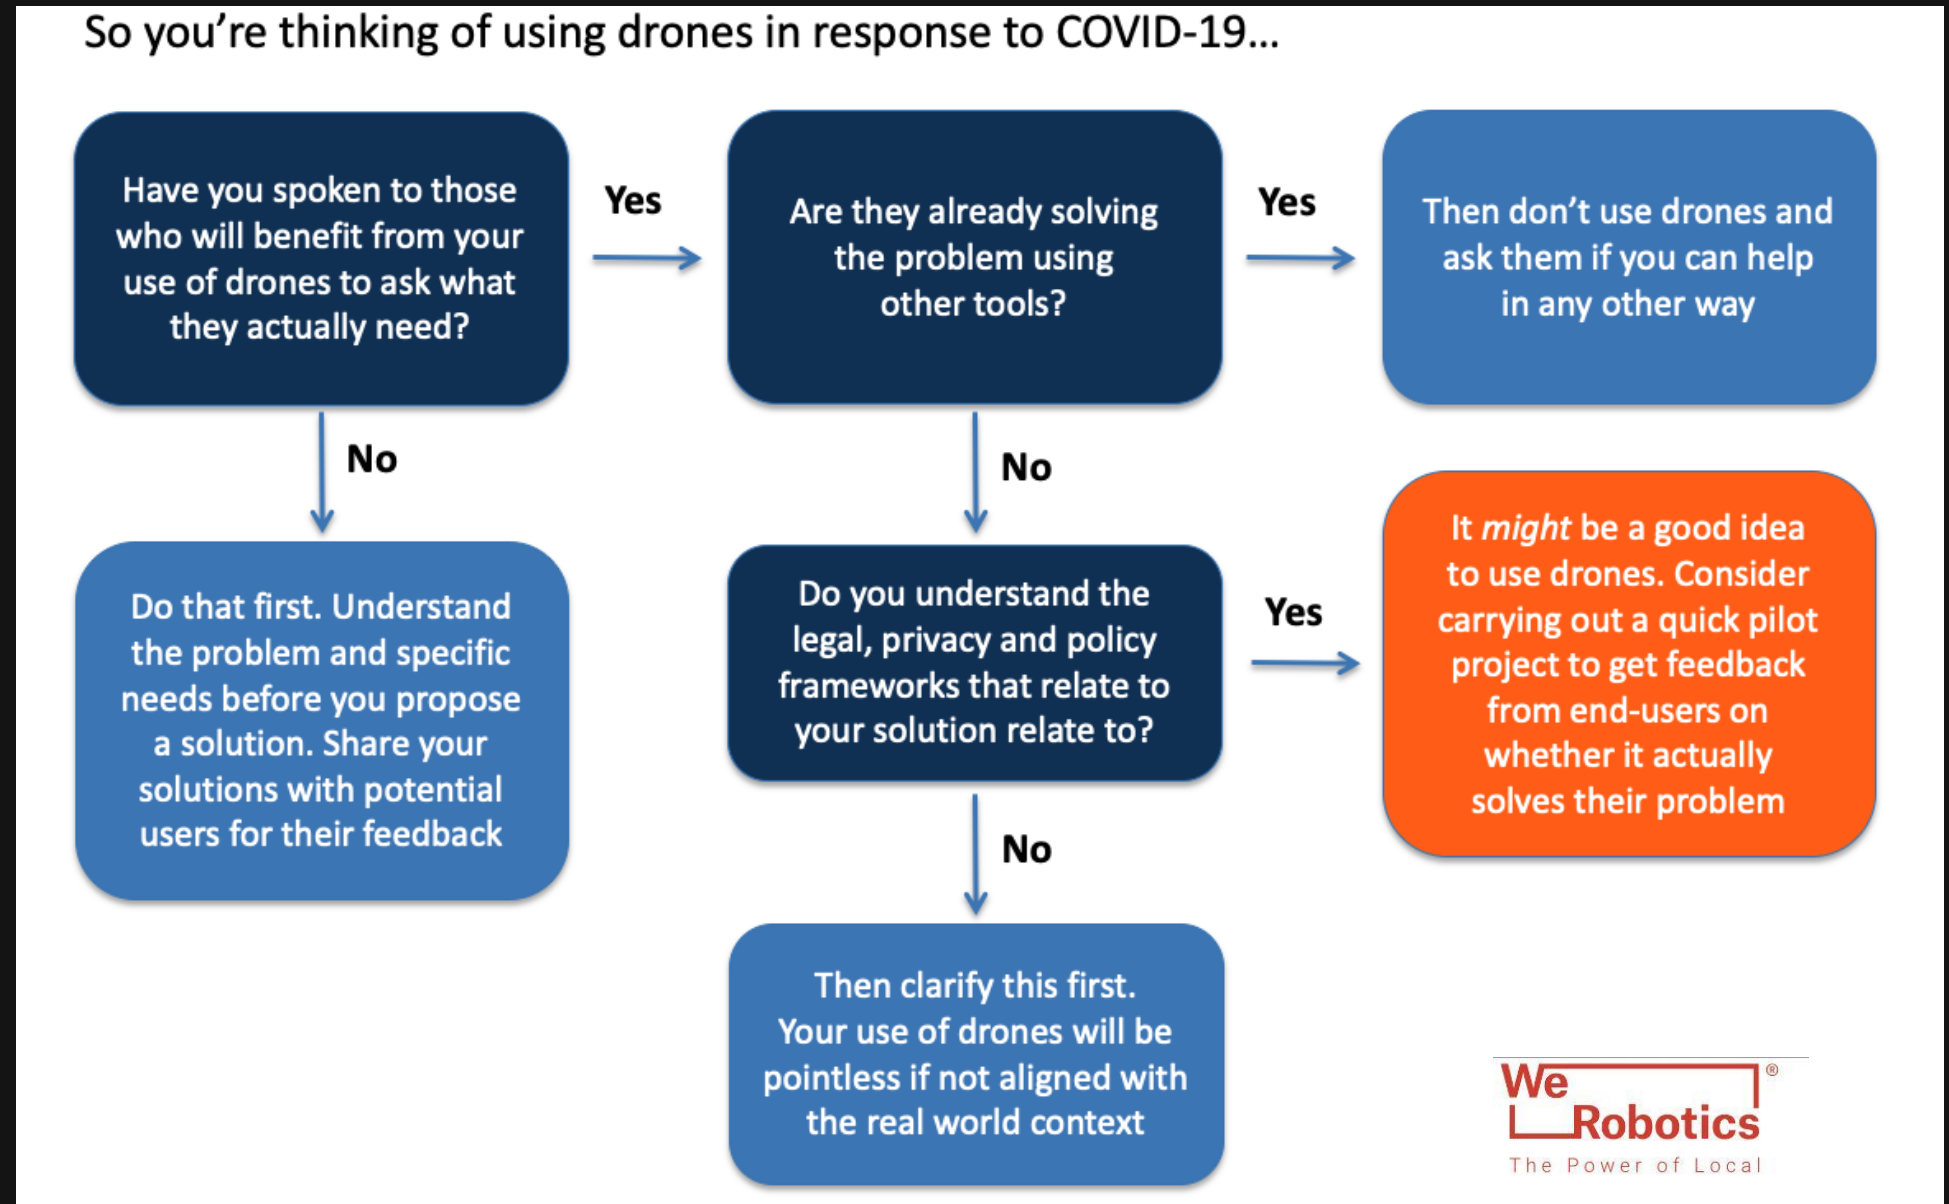 So you’re thinking of using drones in response to COVID-19...
Have you spoken to those
who will benefit from your
use of drones to ask what
they actually need?
Yes
Are they already solving
the problem using
other tools?
Yes
Then don’t use drones and
ask them if you can help
in any other way
No
No
Do that first. Understand
the problem and specific
needs before you propose
a solution. Share your
solutions with potential
users for their feedback
Do you understand the
legal, privacy and policy
frameworks that relate to
your solution relate to?
Yes
It might be a good idea
to use drones. Consider
carrying out a quick pilot
project to get feedback
from end-users on
whether it actually
solves their problem
No
Then clarify this first.
Your use of drones will be
pointless if not aligned with
the real world context
We ®
Robotics
The Power of Local